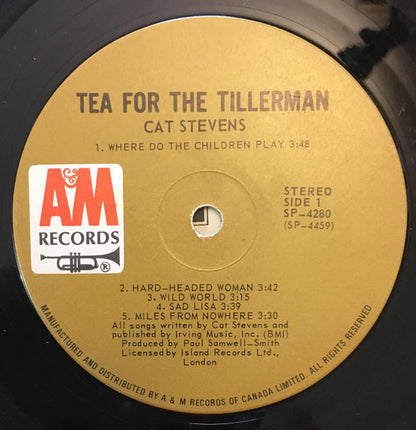 TEA FOR THE TILLERMAN
CAT STEVENS
1. WHERE DO THE CHILDREN PLAY 3:48
A&M
RECORDS
®
STEREO
SIDE 1
SP-4280
(SP-4459)
2. HARD-HEADED WOMAN 3:42
3. WILD WORLD 3:15
4. SAD LISA 3:39
5. MILES FROM NOWHERE 3:30
All songs written by Cat Stevens and
published by Irving Music, Inc. (BMI)
Produced by Paul Samwell-Smith
Licensed by Island Records Ltd.,
London
MANUFACTURED AND DISTRIBUTED BY A & M RECORDS OF CANADA LIMITED. ALL RIGHTS RESERVED